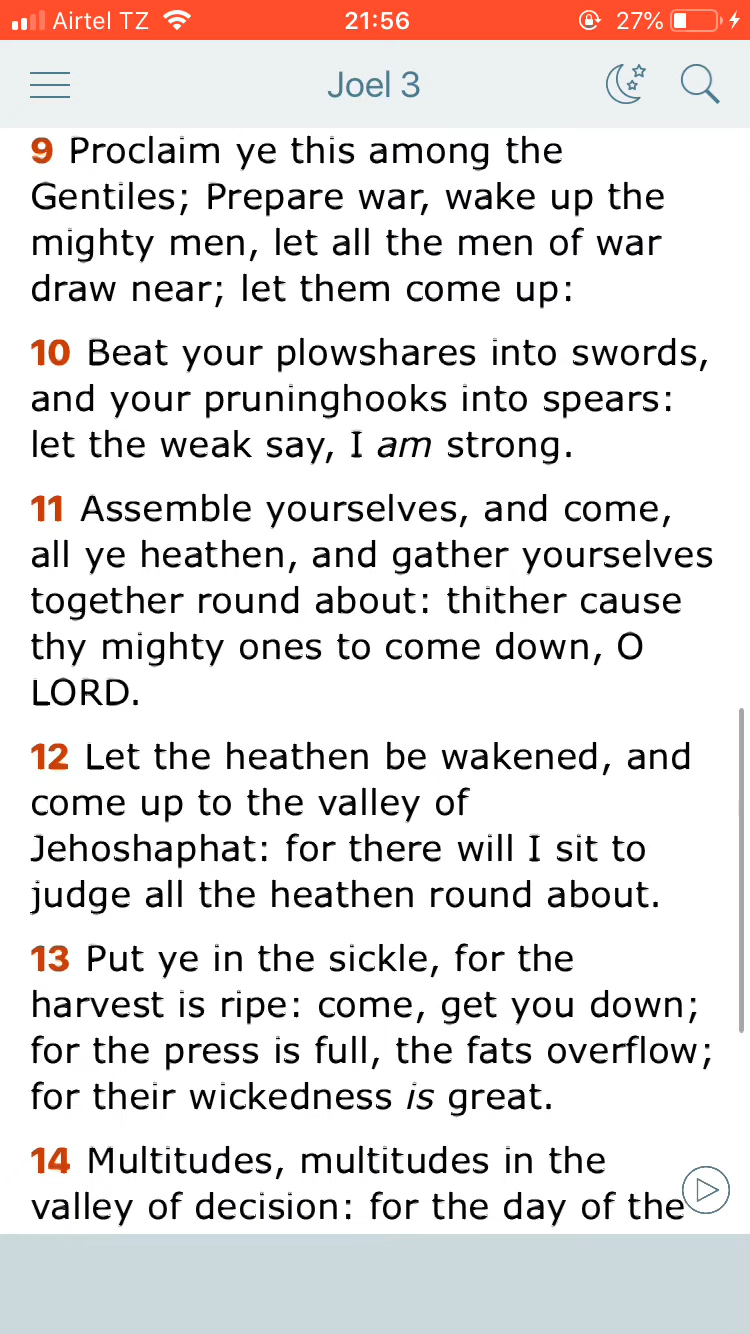 Airtel TZ 21:56 27%
Joel 3
9 Proclaim ye this among the
Gentiles; Prepare war, wake up the
mighty men, let all the men of war
draw near; let them come up:
10 Beat your plowshares into swords,
and your pruninghooks into spears:
let the weak say, I am strong.
11 Assemble yourselves, and come,
all ye heathen, and gather yourselves
together round about: thither cause
thy mighty ones to come down, O
LORD.
12 Let the heathen be wakened, and
come up to the valley of
Jehoshaphat: for there will I sit to
judge all the heathen round about.
13 Put ye in the sickle, for the
harvest is ripe: come, get you down;
for the press is full, the fats overflow;
for their wickedness is great.
14 Multitudes, multitudes in the
valley of decision: for the day of the